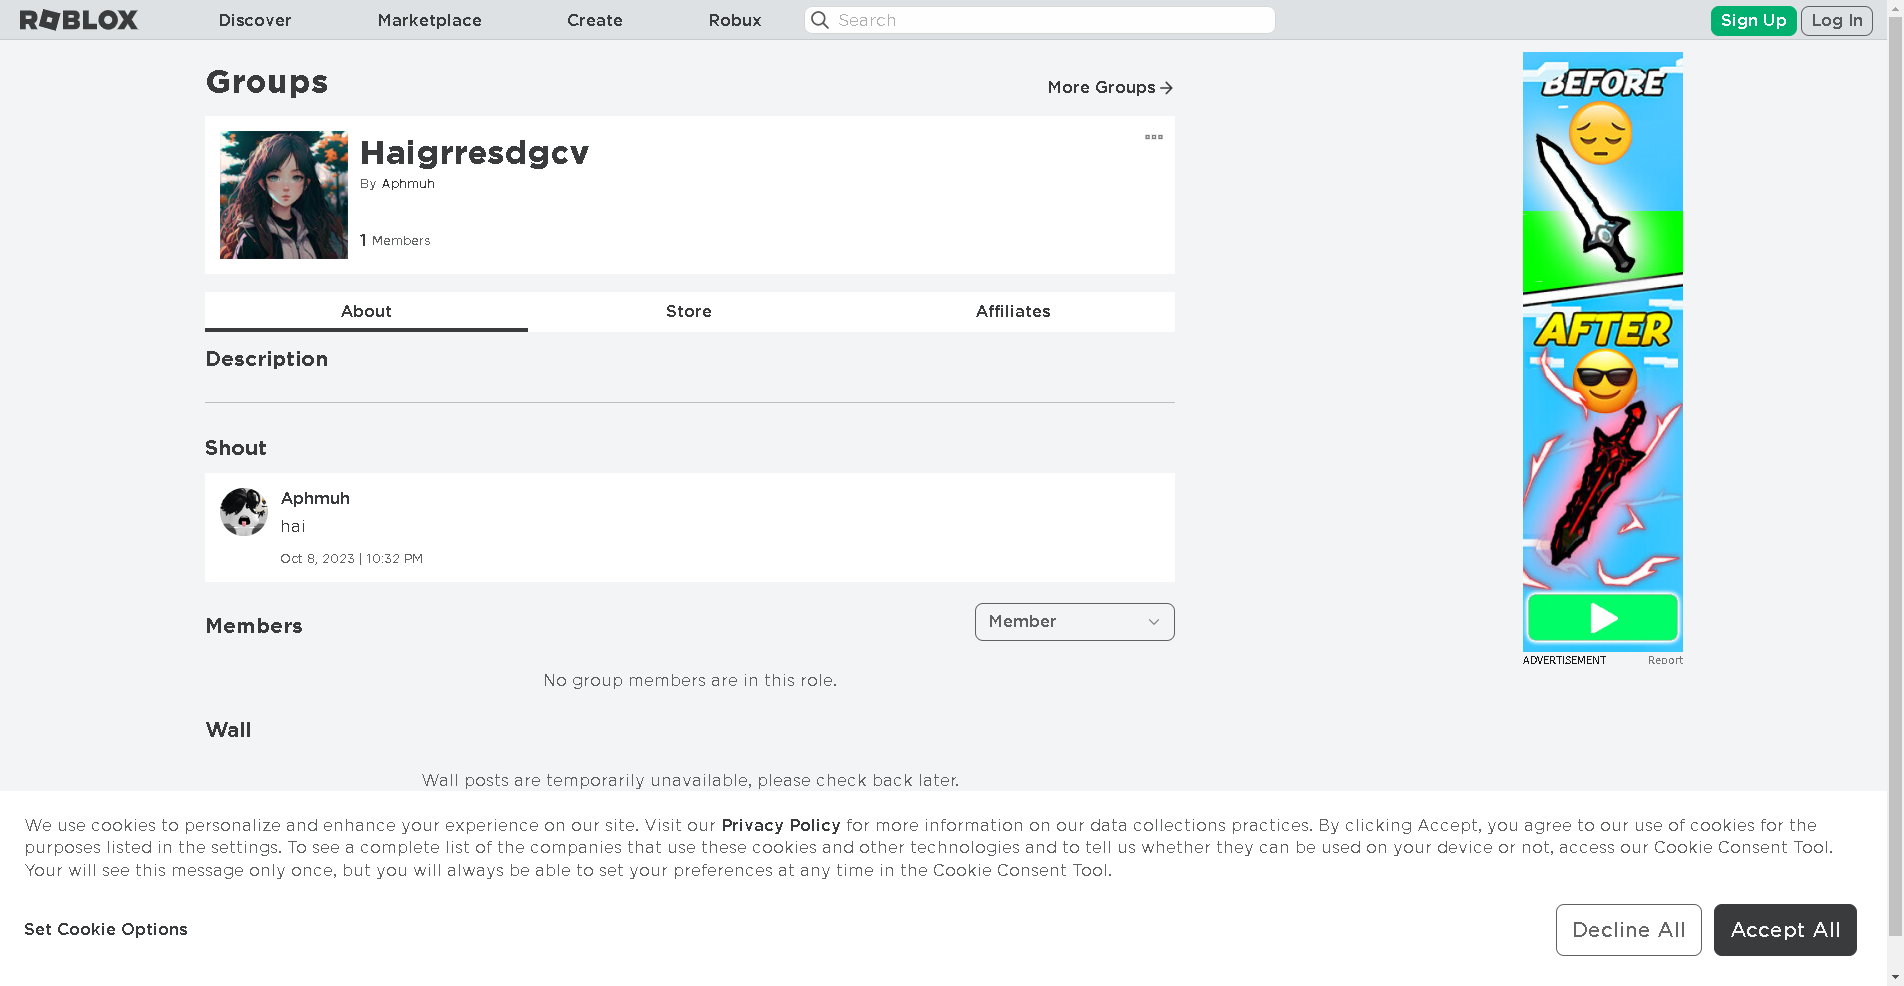 ROBLOX
Discover
Marketplace
Create
Robux
Search
Sign Up
Log In
Groups
More Groups
Haigrresdgcv
By Aphmuh
1 Members
About
Store
Affiliates
Description
Shout
Aphmuh
hai
Oct 8, 2023 | 10:32 PM
Members
Member
No group members are in this role.
Wall
Wall posts are temporarily unavailable, please check back later.
BEFORE
AFTER
ADVERTISEMENT
Report
We use cookies to personalize and enhance your experience on our site. Visit our Privacy Policy for more information on our data collections practices. By clicking Accept, you agree to our use of cookies for the
purposes listed in the settings. To see a complete list of the companies that use these cookies and other technologies and to tell us whether they can be used on your device or not, access our Cookie Consent Tool.
Your will see this message only once, but you will always be able to set your preferences at any time in the Cookie Consent Tool.
Set Cookie Options
Decline All
Accept All